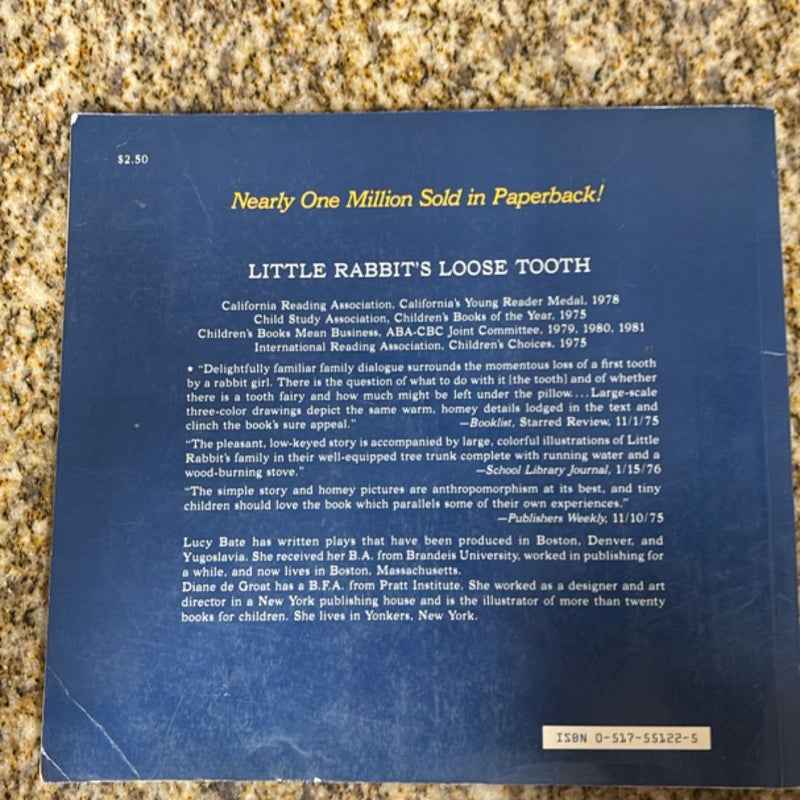 $2.50
Nearly One Million Sold in Paperback!
LITTLE RABBIT'S LOOSE TOOTH
California Reading Association, California's Young Reader Medal, 1978
Child Study Association, Children's Books of the Year, 1975
Children's Books Mean Business, ABA-CBC Joint Committee, 1979, 1980, 1981
International Reading Association, Children's Choices, 1975
★ "Delightfully familiar family dialogue surrounds the momentous loss of a first tooth
by a rabbit girl. There is the question of what to do with it [the tooth] and of whether
there is a tooth fairy and how much might be left under the pillow.... Large-scale
three-color drawings depict the same warm, homey details lodged in the text and
clinch the book's sure appeal." —Booklist, Starred Review, 11/1/75
"The pleasant, low-keyed story is accompanied by large, colorful illustrations of Little
Rabbit's family in their well-equipped tree trunk complete with running water and a
wood-burning stove." —School Library Journal, 1/15/76
"The simple story and homey pictures are anthropomorphism at its best, and tiny
children should love the book which parallels some of their own experiences."
—Publishers Weekly, 11/10/75
Lucy Bate has written plays that have been produced in Boston, Denver, and
Yugoslavia. She received her B.A. from Brandeis University, worked in publishing for
a while, and now lives in Boston, Massachusetts.
Diane de Groat has a B.F.A. from Pratt Institute. She worked as a designer and art
director in a New York publishing house and is the illustrator of more than twenty
books for children. She lives in Yonkers, New York.
ISBN 0-517-55122-5